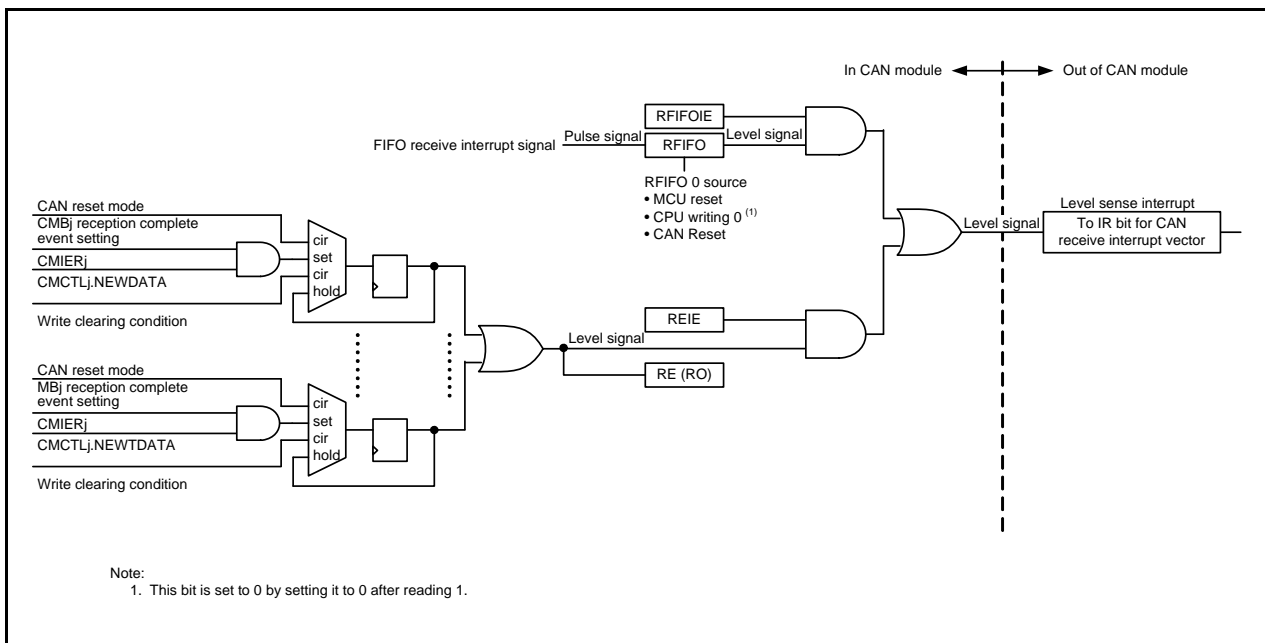 In CAN module
Out of CAN module
RFIFOIE
FIFO receive interrupt signal
Pulse signal
RFIFO
Level signal
RFIFO 0 source
• MCU reset
• CPU writing 0 (1)
• CAN Reset
Level signal
Level sense interrupt
To IR bit for CAN
receive interrupt vector
CAN reset mode
CMBj reception complete
event setting
CMIERj
CMCTLj.NEWDATA
Write clearing condition
cir
set
cir
hold
REIE
Level signal
RE (RO)
CAN reset mode
MBj reception complete
event setting
CMIERj
CMCTLj.NEWTDATA
Write clearing condition
cir
set
cir
hold
Note:
1. This bit is set to 0 by setting it to 0 after reading 1.